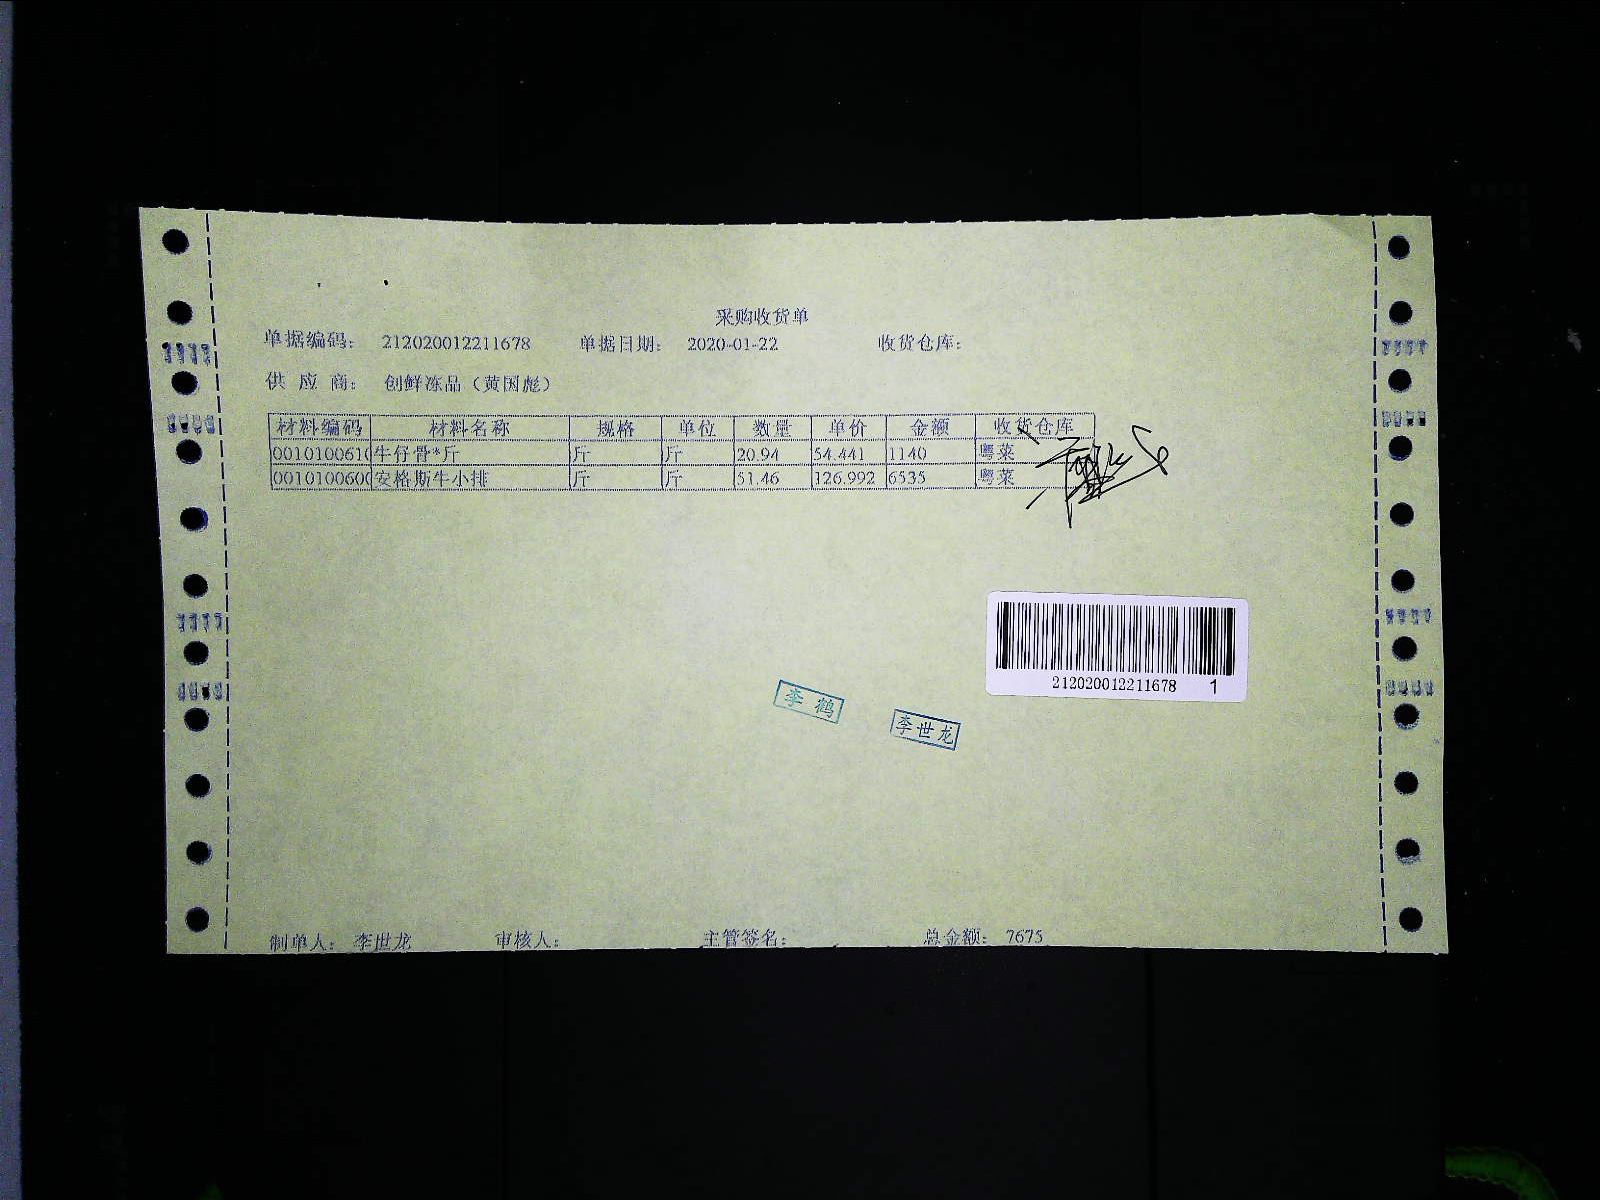 采购收货单
单据编码： 212020012211678 单据日期： 2020-01-22 收货仓库：
供 应 商： 创鲜冻品（黄国彪）
材料编码 材料名称 规格 单位 数量 单价 金额 收货仓库
0010100610 牛仔骨*斤 斤 斤 20.94 54.441 1140 粤菜
0010100600 安格斯牛小排 斤 斤 51.46 126.992 6535 粤菜
212020012211678 1
李鹤
李世龙
制单人： 李世龙 审核人： 主管签名： 总金额： 7675